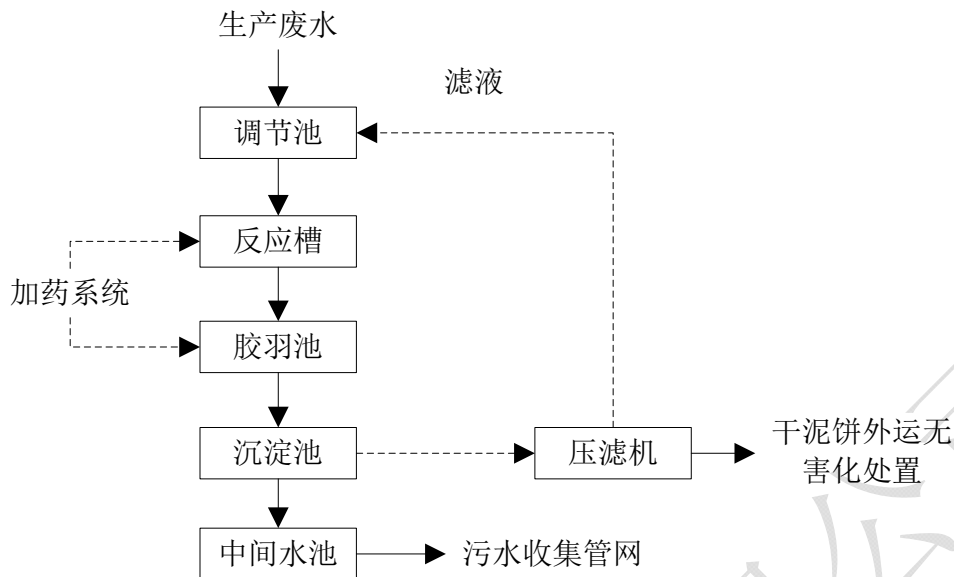 生产废水
滤液
调节池
反应槽
加药系统
胶羽池
沉淀池
压滤机
干泥饼外运无
害化处置
中间水池
污水收集管网